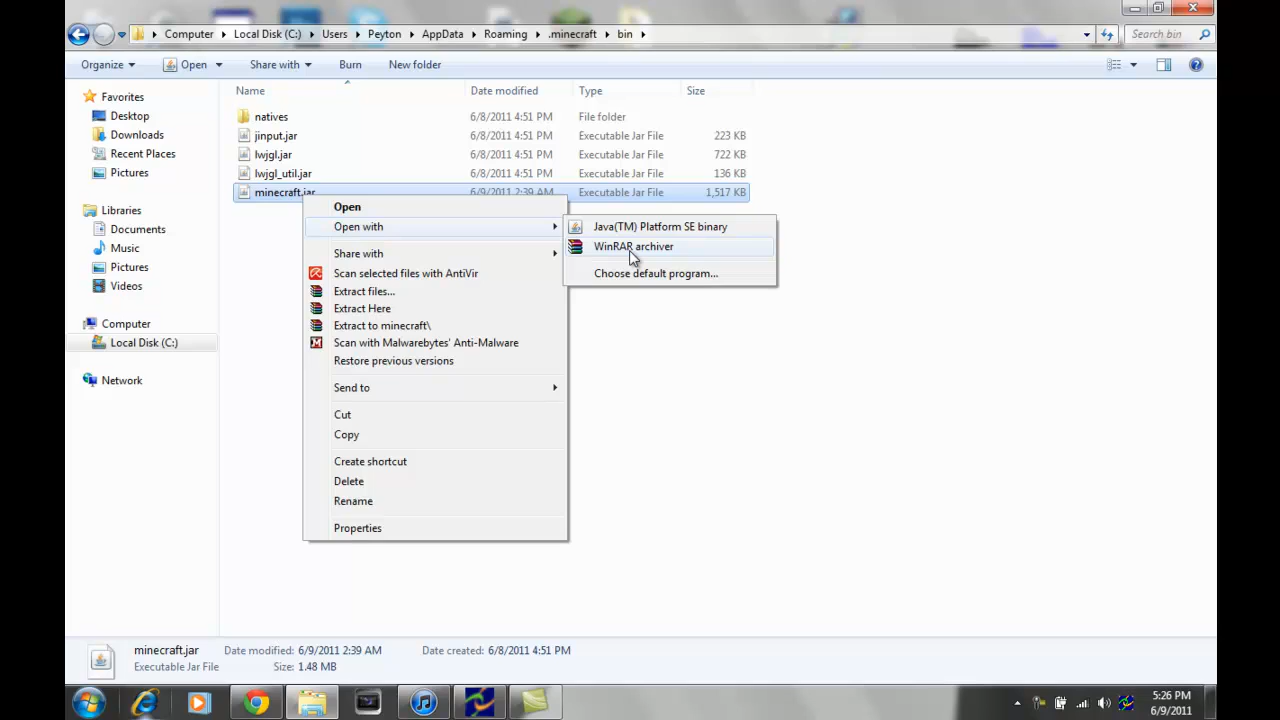 Computer Local Disk (C:) Users Peyton AppData Roaming .minecraft bin Search bin
Organize Open Share with Burn New folder
Name Date modified Type Size
Favorites
Desktop
Downloads
Recent Places
Pictures
Libraries
Documents
Music
Pictures
Videos
Computer
Local Disk (C:)
Network
natives 6/8/2011 4:51 PM File folder
jinput.jar 6/8/2011 4:51 PM Executable Jar File 223 KB
lwjgl.jar 6/8/2011 4:51 PM Executable Jar File 722 KB
lwjgl_util.jar 6/8/2011 4:51 PM Executable Jar File 136 KB
minecraft.jar 6/9/2011 2:39 AM Executable Jar File 1,517 KB
Open
Open with
Share with
Scan selected files with AntiVir
Extract files...
Extract Here
Extract to minecraft\
Scan with Malwarebytes' Anti-Malware
Restore previous versions
Send to
Cut
Copy
Create shortcut
Delete
Rename
Properties
Java(TM) Platform SE binary
WinRAR archiver
Choose default program...
minecraft.jar Date modified: 6/9/2011 2:39 AM Date created: 6/8/2011 4:51 PM
Executable Jar File Size: 1.48 MB
5:26 PM
6/9/2011